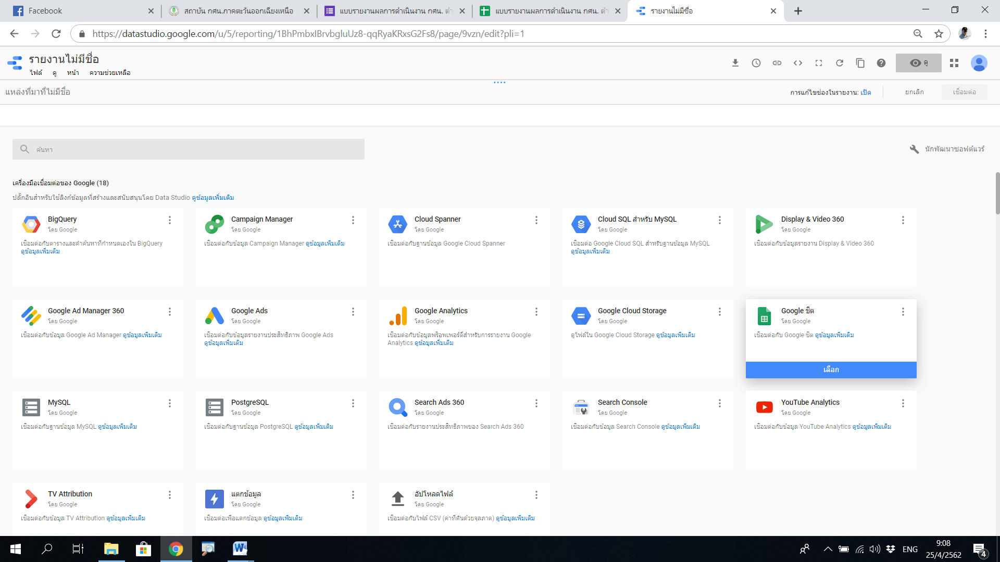 Facebook
สถาบัน กศน.ภาคตะวันออกเฉียงเหนือ
แบบรายงานผลการดำเนินงาน กศน.
แบบรายงานผลการดำเนินงาน กศน.
รายงานไม่มีชื่อ
https://datastudio.google.com/u/5/reporting/1BhPmbxIBrvbgluUz8-qqRyaKRxsG2Fs8/page/9vzn/edit?pli=1
รายงานไม่มีชื่อ
ไฟล์ ดู หน้า ความช่วยเหลือ
ดู
แหล่งที่มาที่ไม่มีชื่อ
การแก้ไขช่องในรายงาน: เปิด
ยกเลิก
เชื่อมต่อ
ค้นหา
นักพัฒนาซอฟต์แวร์
เครื่องมือเชื่อมต่อของ Google (18)
ปลั๊กอินสำหรับใช้ลิงก์ข้อมูลที่สร้างและสนับสนุนโดย Data Studio ดูข้อมูลเพิ่มเติม
BigQuery
โดย Google
เชื่อมต่อกับตารางและคำค้นหาที่กำหนดเองใน BigQuery
ดูข้อมูลเพิ่มเติม
Campaign Manager
โดย Google
เชื่อมต่อกับข้อมูล Campaign Manager ดูข้อมูลเพิ่มเติม
Cloud Spanner
โดย Google
เชื่อมต่อกับฐานข้อมูล Google Cloud Spanner
Cloud SQL สำหรับ MySQL
โดย Google
เชื่อมต่อ Google Cloud SQL สำหรับฐานข้อมูล MySQL
ดูข้อมูลเพิ่มเติม
Display & Video 360
โดย Google
เชื่อมต่อกับข้อมูลรายงาน Display & Video 360
Google Ad Manager 360
โดย Google
เชื่อมต่อกับข้อมูล Google Ad Manager ดูข้อมูลเพิ่มเติม
Google Ads
โดย Google
เชื่อมต่อกับข้อมูลรายงานประสิทธิภาพ Google Ads
ดูข้อมูลเพิ่มเติม
Google Analytics
โดย Google
เชื่อมต่อกับข้อมูลพร็อพเพอร์ตี้สำหรับการรายงาน Google
Analytics ดูข้อมูลเพิ่มเติม
Google Cloud Storage
โดย Google
ดูไฟล์ใน Google Cloud Storage ดูข้อมูลเพิ่มเติม
Google ชีต
โดย Google
เชื่อมต่อกับ Google ชีต ดูข้อมูลเพิ่มเติม
เลือก
MySQL
โดย Google
เชื่อมต่อกับฐานข้อมูล MySQL ดูข้อมูลเพิ่มเติม
PostgreSQL
โดย Google
เชื่อมต่อกับฐานข้อมูล PostgreSQL ดูข้อมูลเพิ่มเติม
Search Ads 360
โดย Google
เชื่อมต่อกับรายงานประสิทธิภาพของ Search Ads 360
Search Console
โดย Google
เชื่อมต่อกับข้อมูล Search Console ดูข้อมูลเพิ่มเติม
YouTube Analytics
โดย Google
เชื่อมต่อกับข้อมูล YouTube Analytics ดูข้อมูลเพิ่มเติม
TV Attribution
โดย Google
เชื่อมต่อกับข้อมูล TV Attribution ดูข้อมูลเพิ่มเติม
แตกข้อมูล
โดย Google
เชื่อมต่อเพื่อแตกข้อมูล ดูข้อมูลเพิ่มเติม
อัปโหลดไฟล์
โดย Google
เชื่อมต่อกับไฟล์ CSV (ค่าที่คั่นด้วยจุลภาค) ดูข้อมูลเพิ่มเติม
ENG
9:08
25/4/2562
4